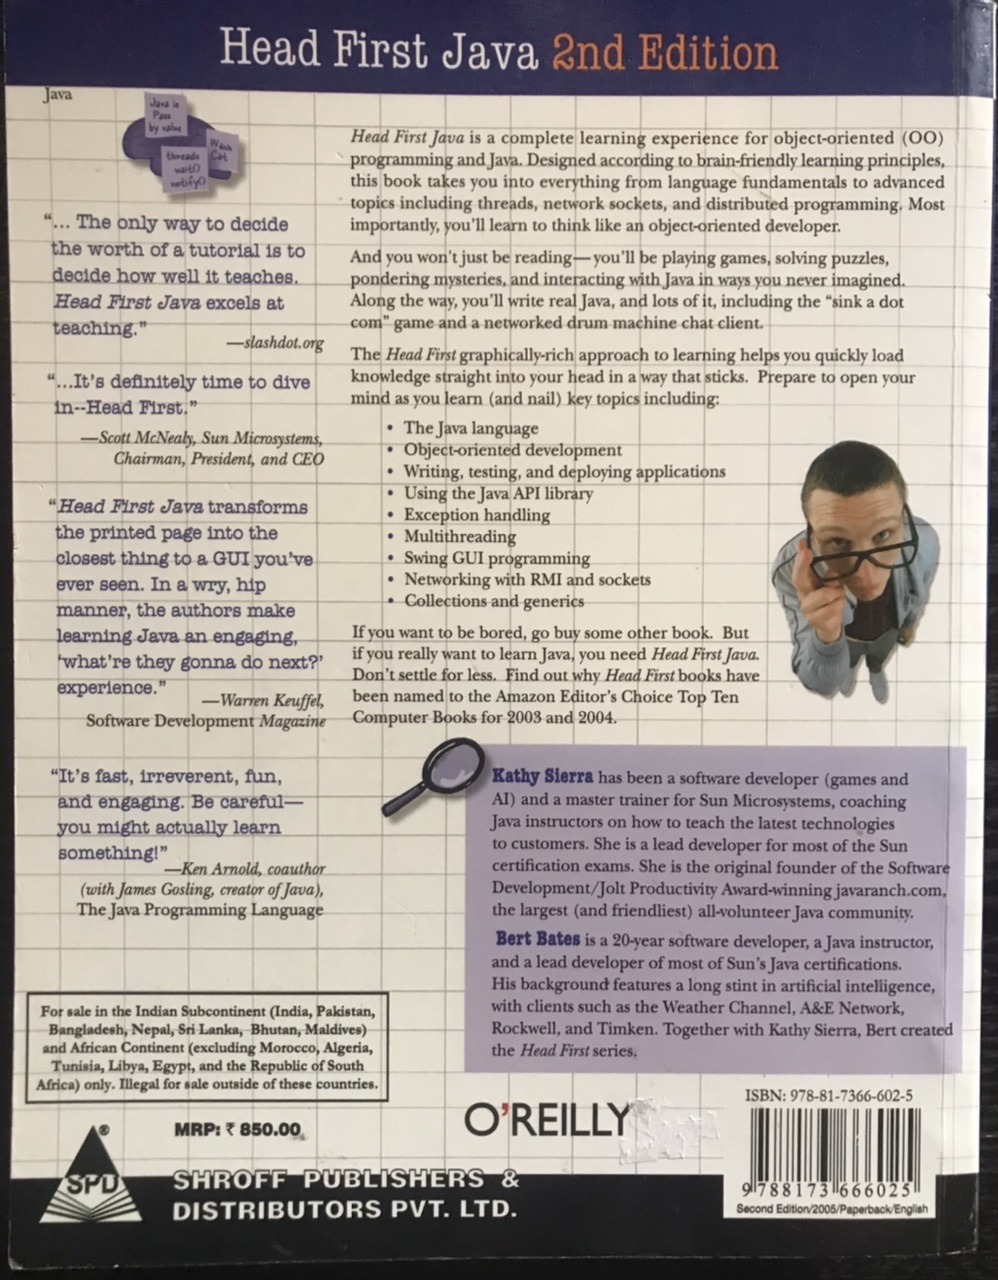 Head First Java 2nd Edition
Java
Java is
Pass
by value
Wash
Cat
threads
wait()
notify()
"... The only way to decide
the worth of a tutorial is to
decide how well it teaches.
Head First Java excels at
teaching."
—slashdot.org
"...It's definitely time to dive
in--Head First."
—Scott McNealy, Sun Microsystems,
Chairman, President, and CEO
"Head First Java transforms
the printed page into the
closest thing to a GUI you've
ever seen. In a wry, hip
manner, the authors make
learning Java an engaging,
'what're they gonna do next?'
experience."
—Warren Keuffel,
Software Development Magazine
"It's fast, irreverent, fun,
and engaging. Be careful—
you might actually learn
something!"
—Ken Arnold, coauthor
(with James Gosling, creator of Java),
The Java Programming Language
Head First Java is a complete learning experience for object-oriented (OO)
programming and Java. Designed according to brain-friendly learning principles,
this book takes you into everything from language fundamentals to advanced
topics including threads, network sockets, and distributed programming. Most
importantly, you'll learn to think like an object-oriented developer.
And you won't just be reading—you'll be playing games, solving puzzles,
pondering mysteries, and interacting with Java in ways you never imagined.
Along the way, you'll write real Java, and lots of it, including the "sink a dot
com" game and a networked drum machine chat client.
The Head First graphically-rich approach to learning helps you quickly load
knowledge straight into your head in a way that sticks. Prepare to open your
mind as you learn (and nail) key topics including:
• The Java language
• Object-oriented development
• Writing, testing, and deploying applications
• Using the Java API library
• Exception handling
• Multithreading
• Swing GUI programming
• Networking with RMI and sockets
• Collections and generics
If you want to be bored, go buy some other book. But
if you really want to learn Java, you need Head First Java.
Don't settle for less. Find out why Head First books have
been named to the Amazon Editor's Choice Top Ten
Computer Books for 2003 and 2004.
Kathy Sierra has been a software developer (games and
AI) and a master trainer for Sun Microsystems, coaching
Java instructors on how to teach the latest technologies
to customers. She is a lead developer for most of the Sun
certification exams. She is the original founder of the Software
Development/Jolt Productivity Award-winning javaranch.com,
the largest (and friendliest) all-volunteer Java community.
Bert Bates is a 20-year software developer, a Java instructor,
and a lead developer of most of Sun's Java certifications.
His background features a long stint in artificial intelligence,
with clients such as the Weather Channel, A&E Network,
Rockwell, and Timken. Together with Kathy Sierra, Bert created
the Head First series.
For sale in the Indian Subcontinent (India, Pakistan,
Bangladesh, Nepal, Sri Lanka, Bhutan, Maldives)
and African Continent (excluding Morocco, Algeria,
Tunisia, Libya, Egypt, and the Republic of South
Africa) only. Illegal for sale outside of these countries.
MRP: ₹ 850.00
O'REILLY
ISBN: 978-81-7366-602-5
9 788173 666025
Second Edition/2005/Paperback/English
SPD
®
SHROFF PUBLISHERS &
DISTRIBUTORS PVT. LTD.